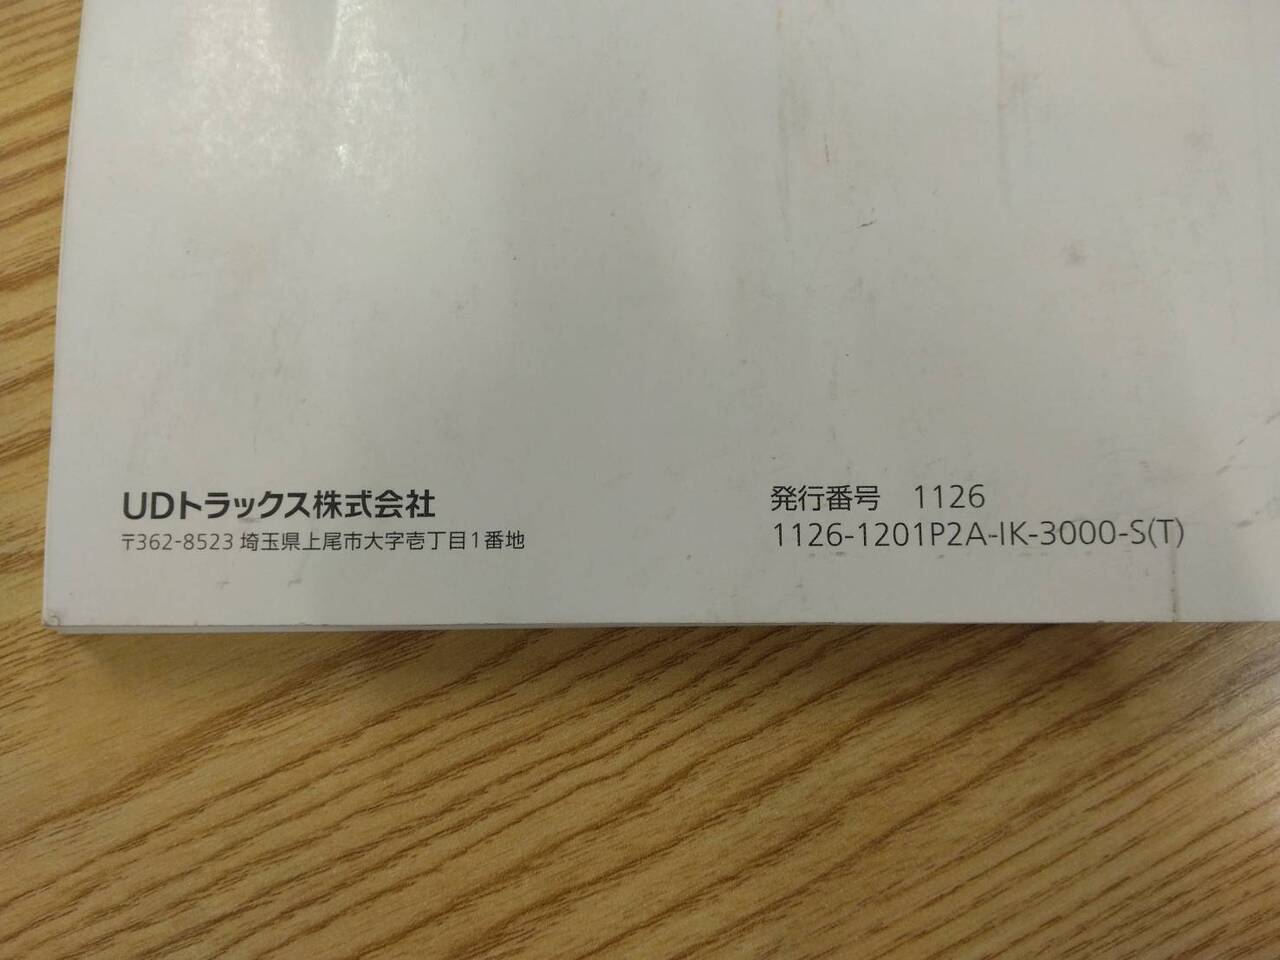 UDトラックス株式会社
〒362-8523 埼玉県上尾市大字壱丁目1番地
発行番号 1126
1126-1201P2A-IK-3000-S(T)